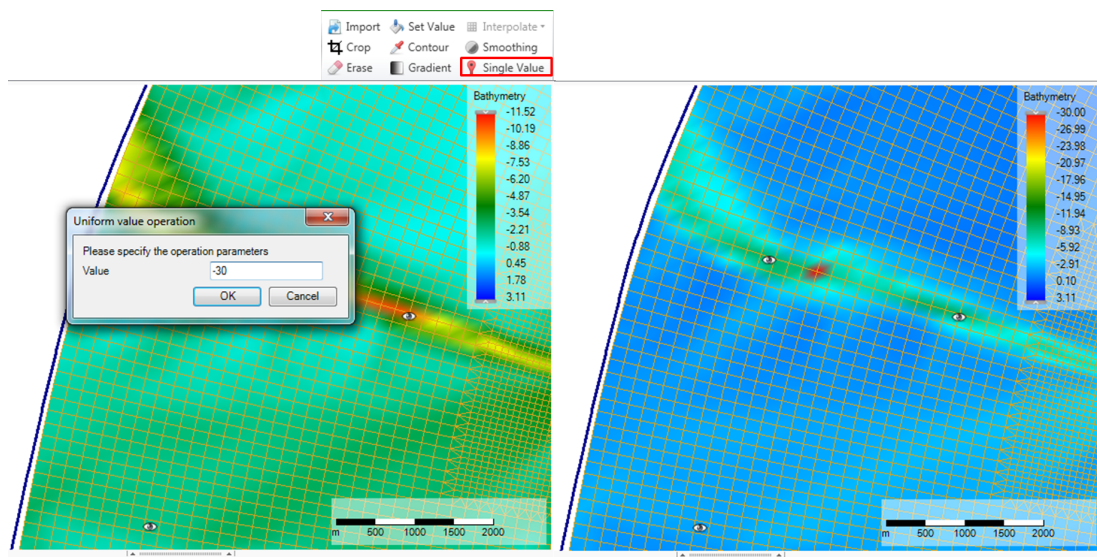 Import Set Value Interpolate
Crop Contour Smoothing
Erase Gradient Single Value
Bathymetry
-11.52
-10.19
-8.86
-7.53
-6.20
-4.87
-3.54
-2.21
-0.88
0.45
1.78
3.11
Uniform value operation
Please specify the operation parameters
Value -30
OK Cancel
m 500 1000 1500 2000
Bathymetry
-30.00
-26.99
-23.98
-20.97
-17.96
-14.95
-11.94
-8.93
-5.92
-2.91
0.10
3.11
m 500 1000 1500 2000